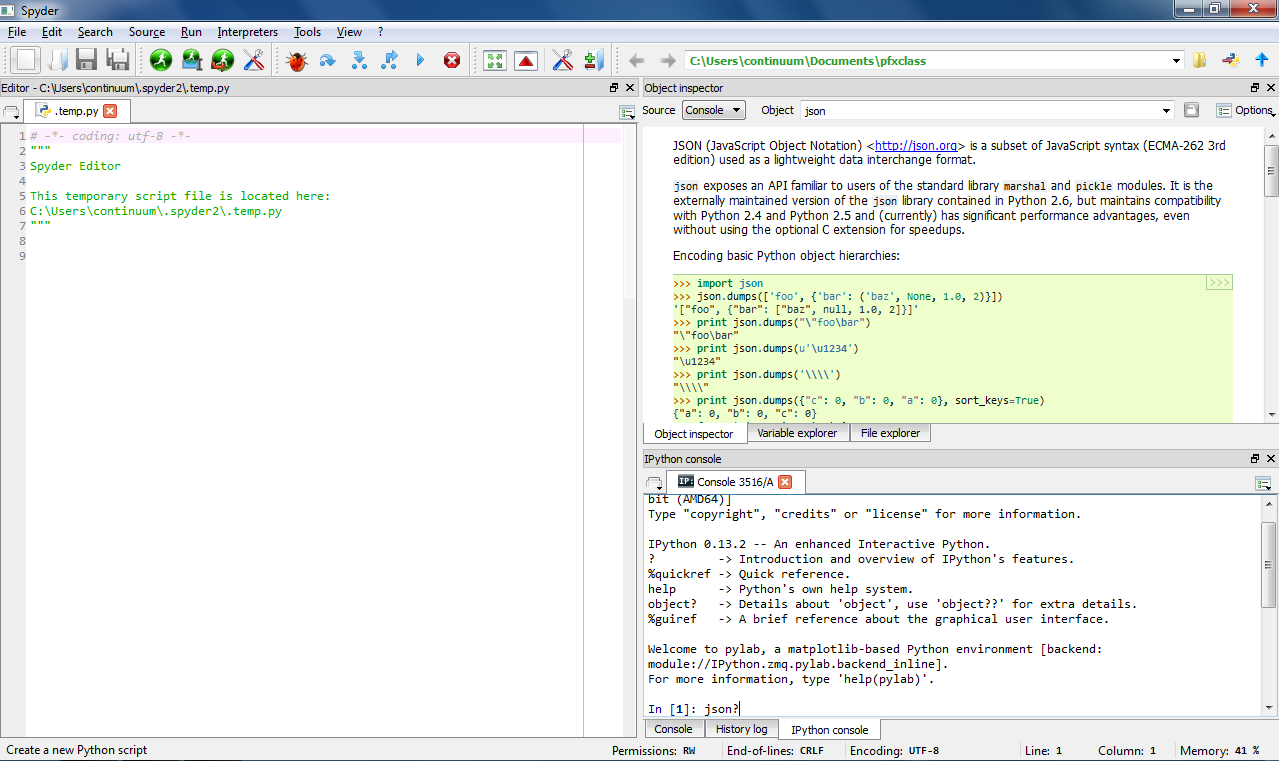 Spyder
File Edit Search Source Run Interpreters Tools View ?
C:\Users\continuum\Documents\pfxclass
Editor - C:\Users\continuum\.spyder2\.temp.py
.temp.py
1 # -*- coding: utf-8 -*-
2 """
3 Spyder Editor
4
5 This temporary script file is located here:
6 C:\Users\continuum\.spyder2\.temp.py
7 """
8
9
Object inspector
Source Console Object json Options
JSON (JavaScript Object Notation) <http://json.org> is a subset of JavaScript syntax (ECMA-262 3rd
edition) used as a lightweight data interchange format.
json exposes an API familiar to users of the standard library marshal and pickle modules. It is the
externally maintained version of the json library contained in Python 2.6, but maintains compatibility
with Python 2.4 and Python 2.5 and (currently) has significant performance advantages, even
without using the optional C extension for speedups.
Encoding basic Python object hierarchies:
>>>
>>> import json
>>> json.dumps(['foo', {'bar': ('baz', None, 1.0, 2)}])
'["foo", {"bar": ["baz", null, 1.0, 2]}]'
>>> print json.dumps("\"foo\bar")
"\"foo\bar"
>>> print json.dumps(u'\u1234')
"\u1234"
>>> print json.dumps('\\\\')
"\\\\"
>>> print json.dumps({"c": 0, "b": 0, "a": 0}, sort_keys=True)
{"a": 0, "b": 0, "c": 0}
Object inspector Variable explorer File explorer
IPython console
IP: Console 3516/A
bit (AMD64)]
Type "copyright", "credits" or "license" for more information.
IPython 0.13.2 -- An enhanced Interactive Python.
? -> Introduction and overview of IPython's features.
%quickref -> Quick reference.
help -> Python's own help system.
object? -> Details about 'object', use 'object??' for extra details.
%guiref -> A brief reference about the graphical user interface.
Welcome to pylab, a matplotlib-based Python environment [backend:
module://IPython.zmq.pylab.backend_inline].
For more information, type 'help(pylab)'.
In [1]: json?
Console History log IPython console
Create a new Python script Permissions: RW End-of-lines: CRLF Encoding: UTF-8 Line: 1 Column: 1 Memory: 41 %